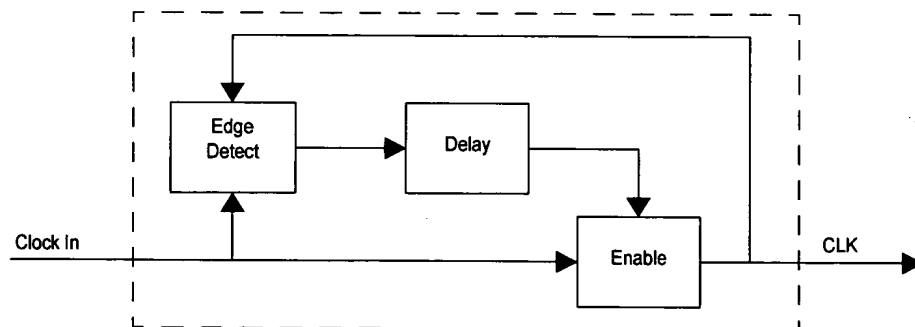 Edge
Detect
Delay
Clock In
Enable
CLK